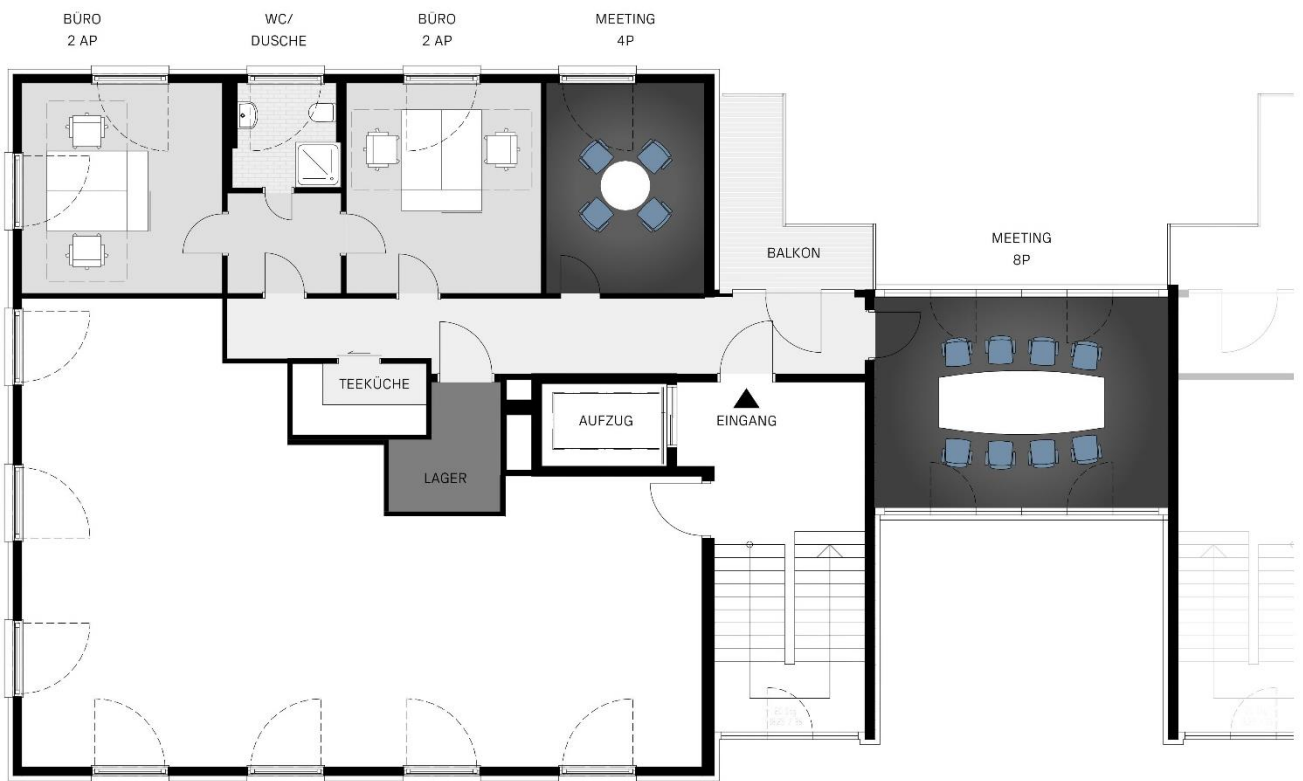 BÜRO
2 AP
WC/
DUSCHE
BÜRO
2 AP
MEETING
4P
BALKON
MEETING
8P
TEEKÜCHE
AUFZUG
EINGANG
LAGER